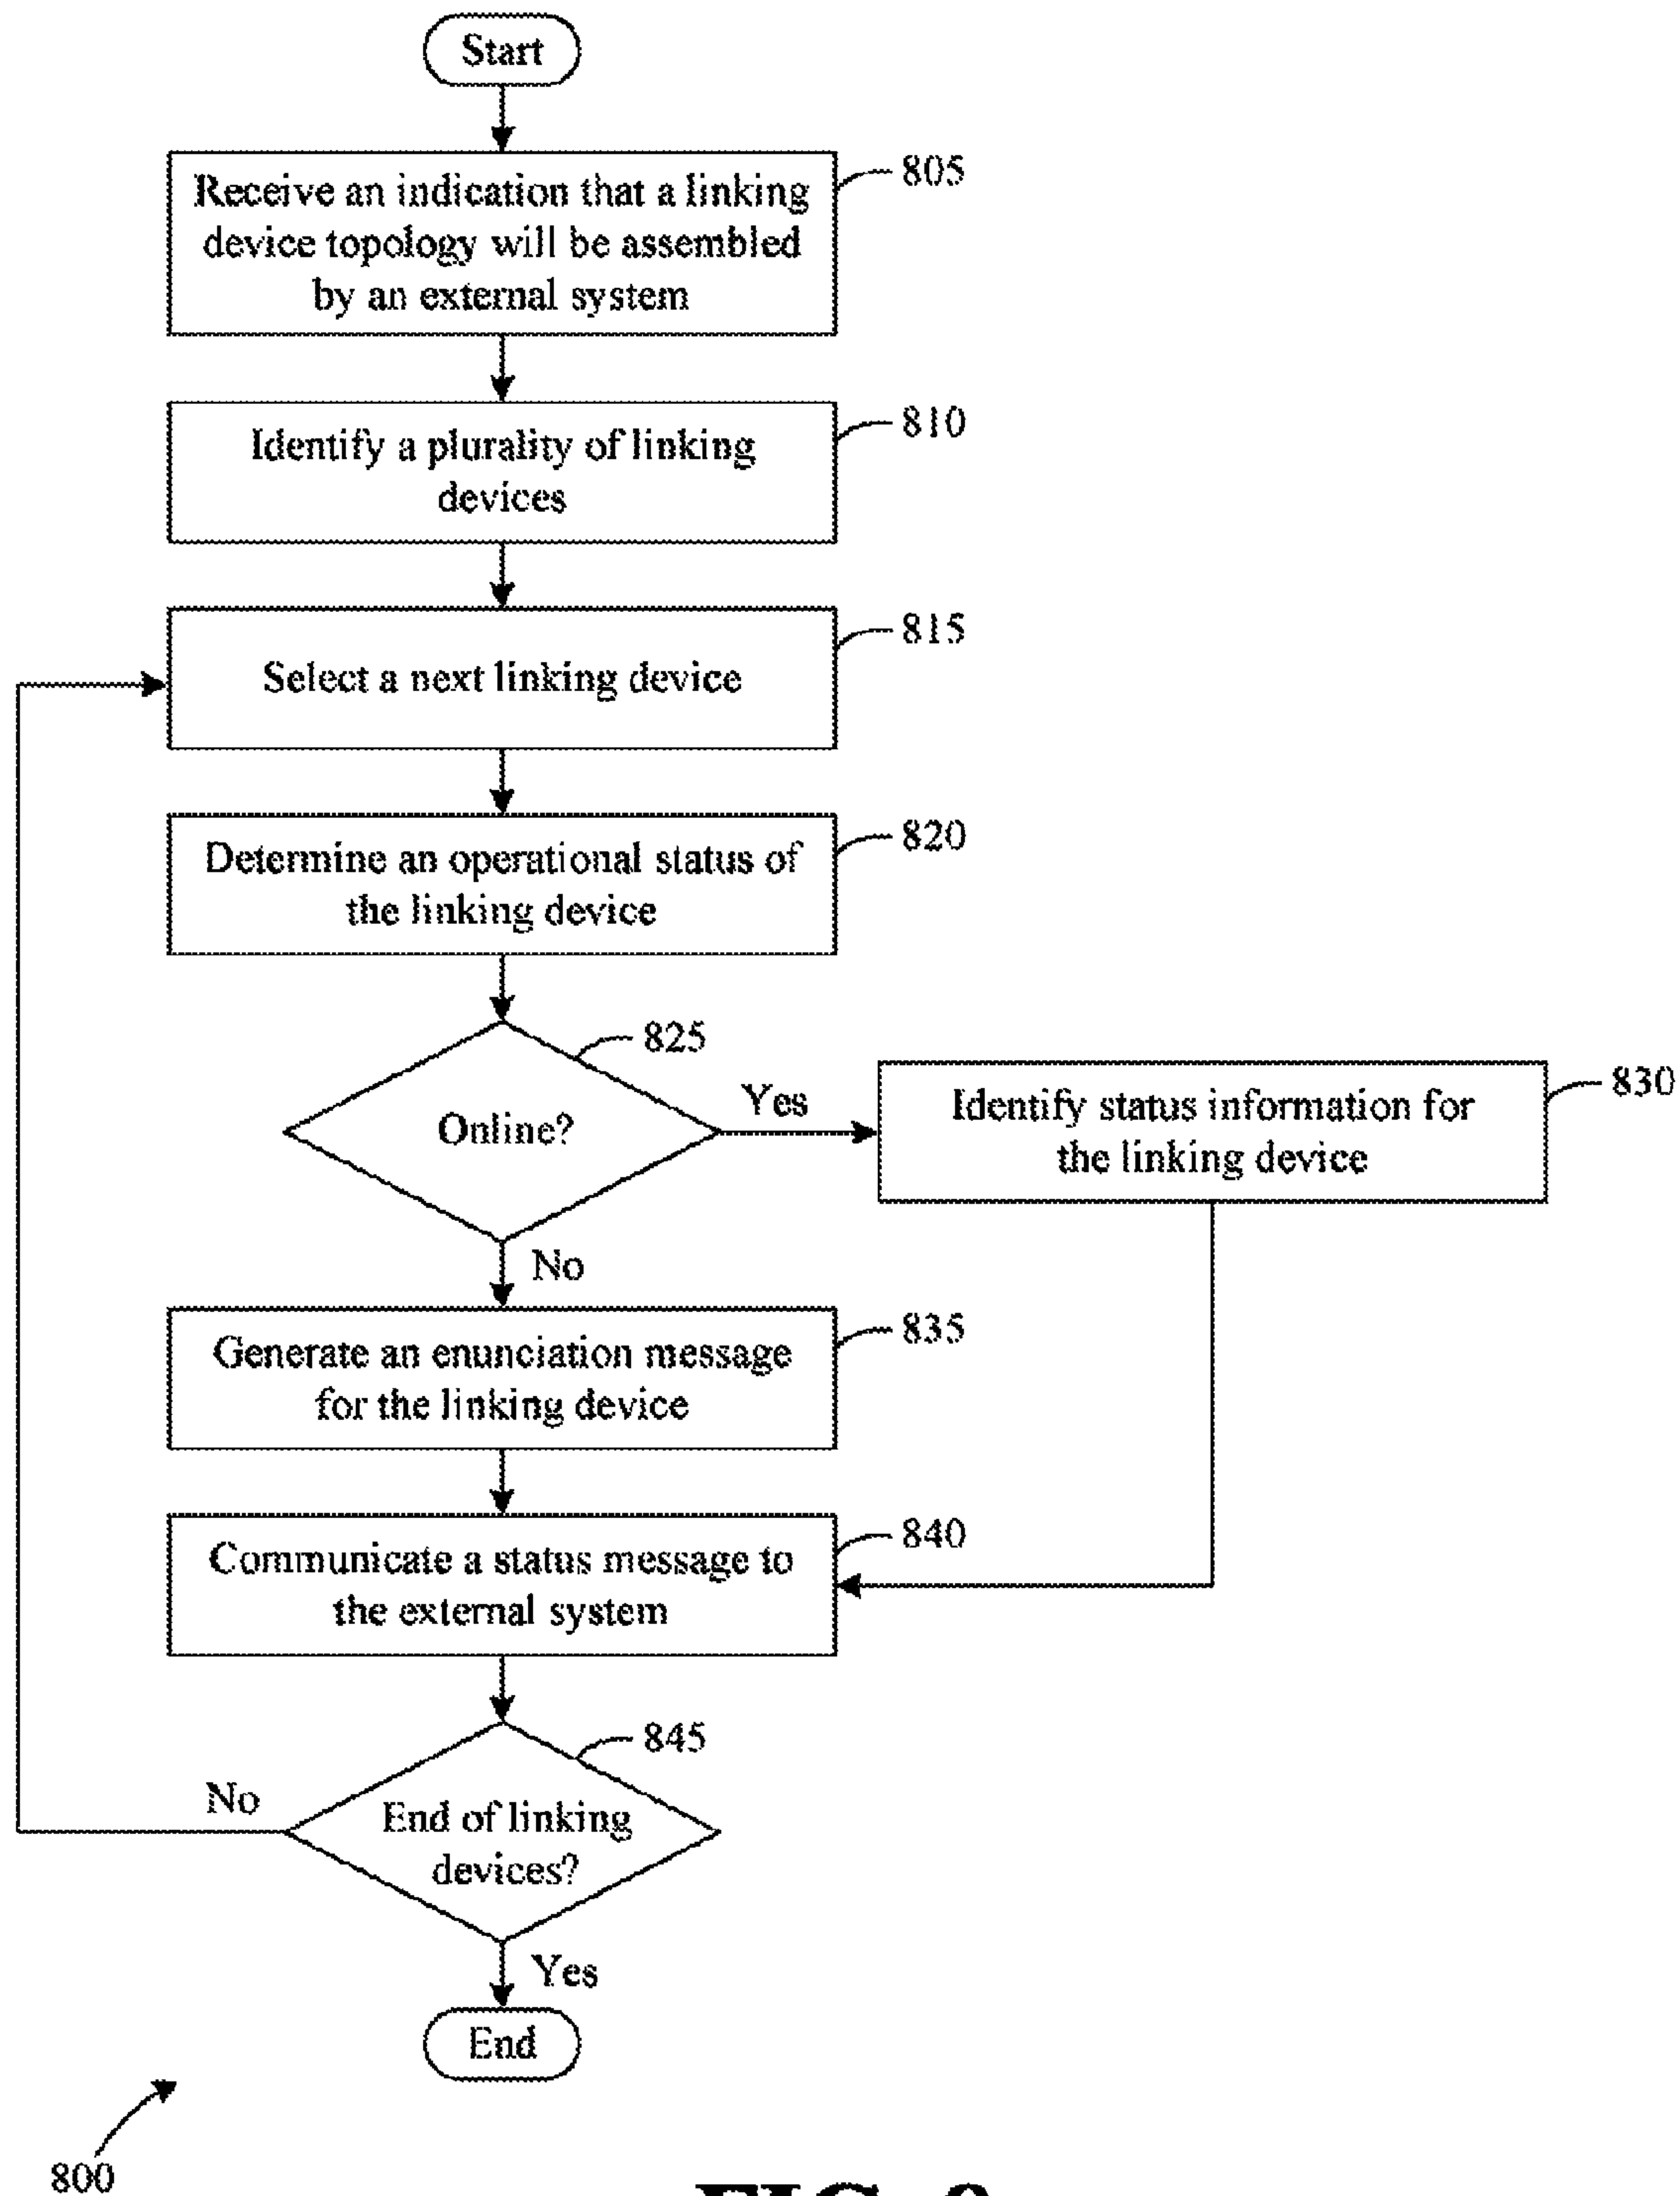 Start
Receive an indication that a linking
device topology will be assembled
by an external system
805
Identify a plurality of linking
devices
810
Select a next linking device
815
Determine an operational status of
the linking device
820
Online?
825
Yes
Identify status information for
the linking device
830
No
Generate an enunciation message
for the linking device
835
Communicate a status message to
the external system
840
End of linking
devices?
845
No
Yes
End
800